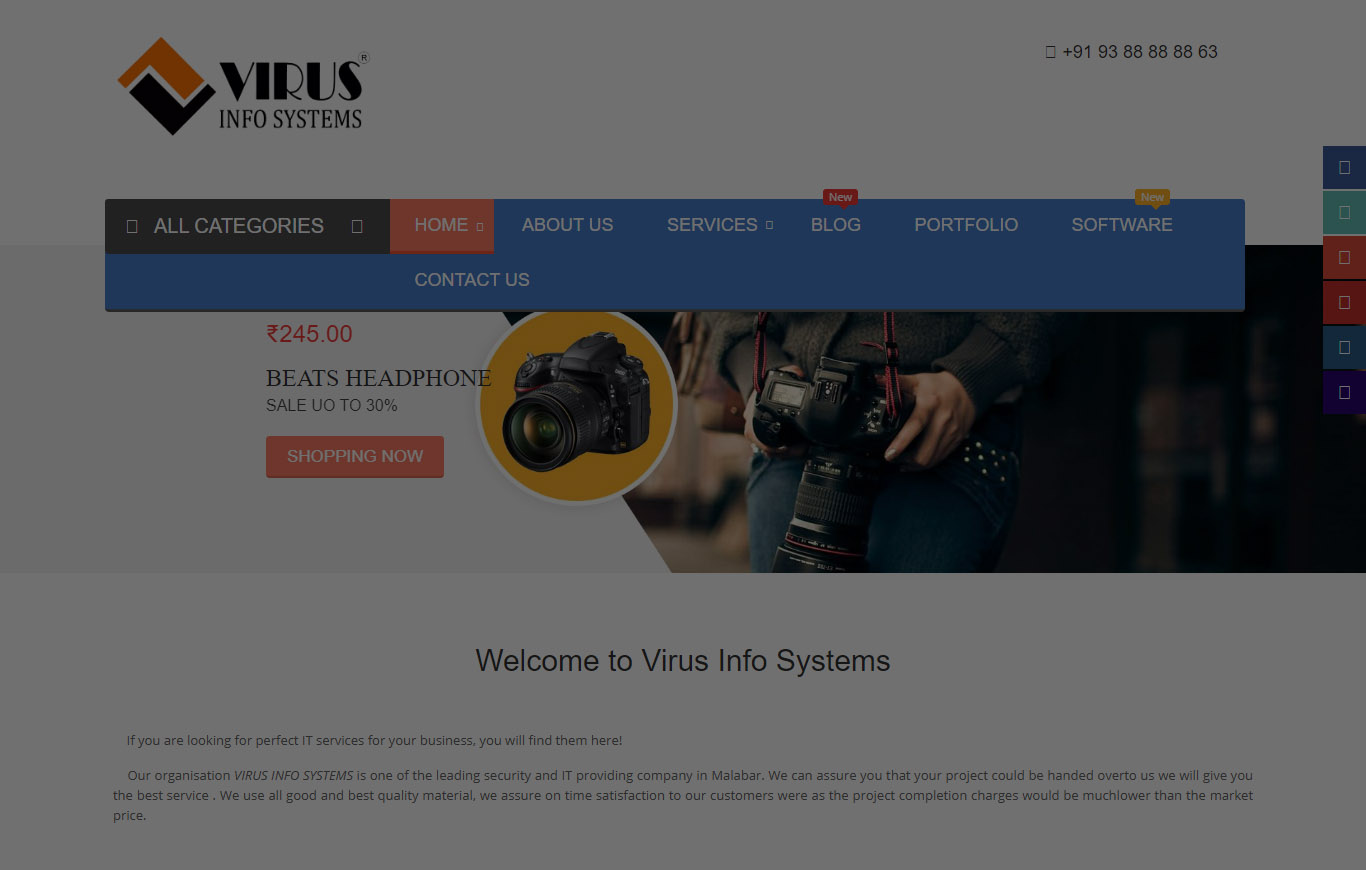 VIRUS ®
INFO SYSTEMS
+91 93 88 88 88 63
New
New
ALL CATEGORIES HOME ABOUT US SERVICES BLOG PORTFOLIO SOFTWARE
CONTACT US
₹245.00
BEATS HEADPHONE
SALE UO TO 30%
SHOPPING NOW
Welcome to Virus Info Systems
If you are looking for perfect IT services for your business, you will find them here!
Our organisation VIRUS INFO SYSTEMS is one of the leading security and IT providing company in Malabar. We can assure you that your project could be handed overto us we will give you
the best service . We use all good and best quality material, we assure on time satisfaction to our customers were as the project completion charges would be muchlower than the market
price.